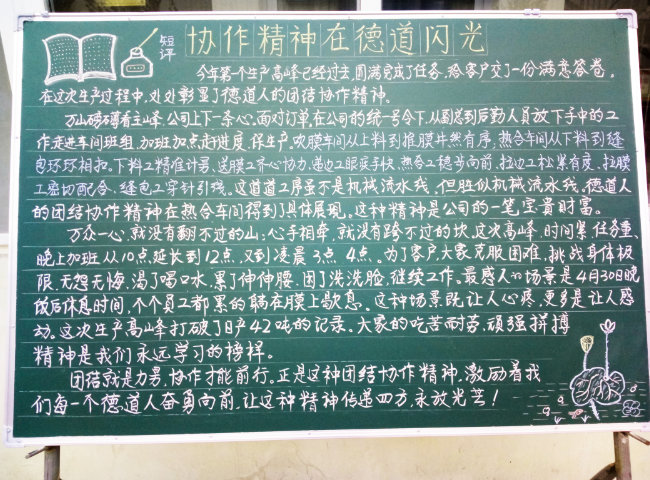 短评
协作精神在德道闪光
今年第个生产高峰已经过去,圆满完成了任务,给客户交了一份满意答卷。
在这次生产过程中,处处彰显了德道人的团结协作精神。
万山磅礴看主峰,公司上下一条心。面对订单在公司的统一号令下,从副总到后勤人员放下手中的工
作走进车间班组,加班加点赶进度,保生产。吹膜车间从上料到推膜井然有序,热合车间从下料到缝
包环环相扣。下料工精准计算,送膜工齐心协力,递边工眼疾手快,热合工稳步向前,拉边工松紧有度,拉膜
工密切配合,缝包工穿针引线。这道道工序虽不是机械流水线,但胜似机械流水线。德道人
的团结协作精神在热合车间得到了具体展现。这种精神是公司的一笔宝贵财富。
万众一心,就没有翻不过的山;心手相牵,就没有跨不过的坎。这次高峰,时间紧任务重,
晚上加班从10点延长到12点,又到凌晨3点、4点。为了客户,大家克服困难,挑战身体极
限,无怨无悔,渴了喝口水,累了伸伸腰,困了洗洗脸,继续工作。最感人的场景是4月30日晚
饭后休息时间,个个员工都累的躺在膜上歇息。这种场景既让人心疼,更多是让人感
动。这次生产高峰打破了日产42吨的记录。大家的吃苦耐劳,顽强拼搏
精神是我们永远学习的榜样。
团结就是力量,协作才能前行。正是这种团结协作精神,激励着我
们每一个德道人奋勇向前,让这种精神传递四方,永放光芒!